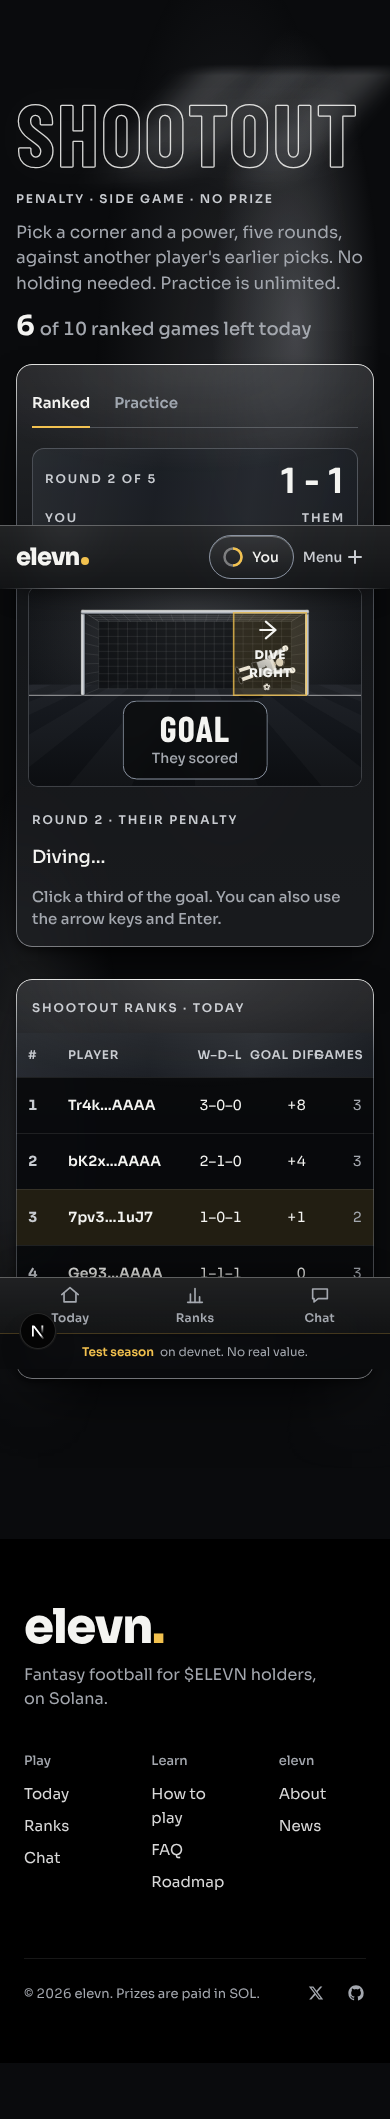 SHOOTOUT
PENALTY · SIDE GAME · NO PRIZE
Pick a corner and a power, five rounds,
against another player's earlier picks. No
holding needed. Practice is unlimited.
6 of 10 ranked games left today
Ranked Practice
ROUND 2 OF 5 1 - 1
YOU THEM
elevn. You Menu
DIVE
RIGHT
GOAL
They scored
ROUND 2 · THEIR PENALTY
Diving...
Click a third of the goal. You can also use
the arrow keys and Enter.
SHOOTOUT RANKS · TODAY
# PLAYER W–D–L GOAL DIFF GAMES
1 Tr4k...AAAA 3–0–0 +8 3
2 bK2x...AAAA 2–1–0 +4 3
3 7pv3...1uJ7 1–0–1 +1 2
4 Ge93...AAAA 1–1–1 0 3
Today Ranks Chat
N
Test season on devnet. No real value.
elevn.
Fantasy football for $ELEVN holders,
on Solana.
Play Learn elevn
Today How to play About
Ranks FAQ News
Chat Roadmap
© 2026 elevn. Prizes are paid in SOL.